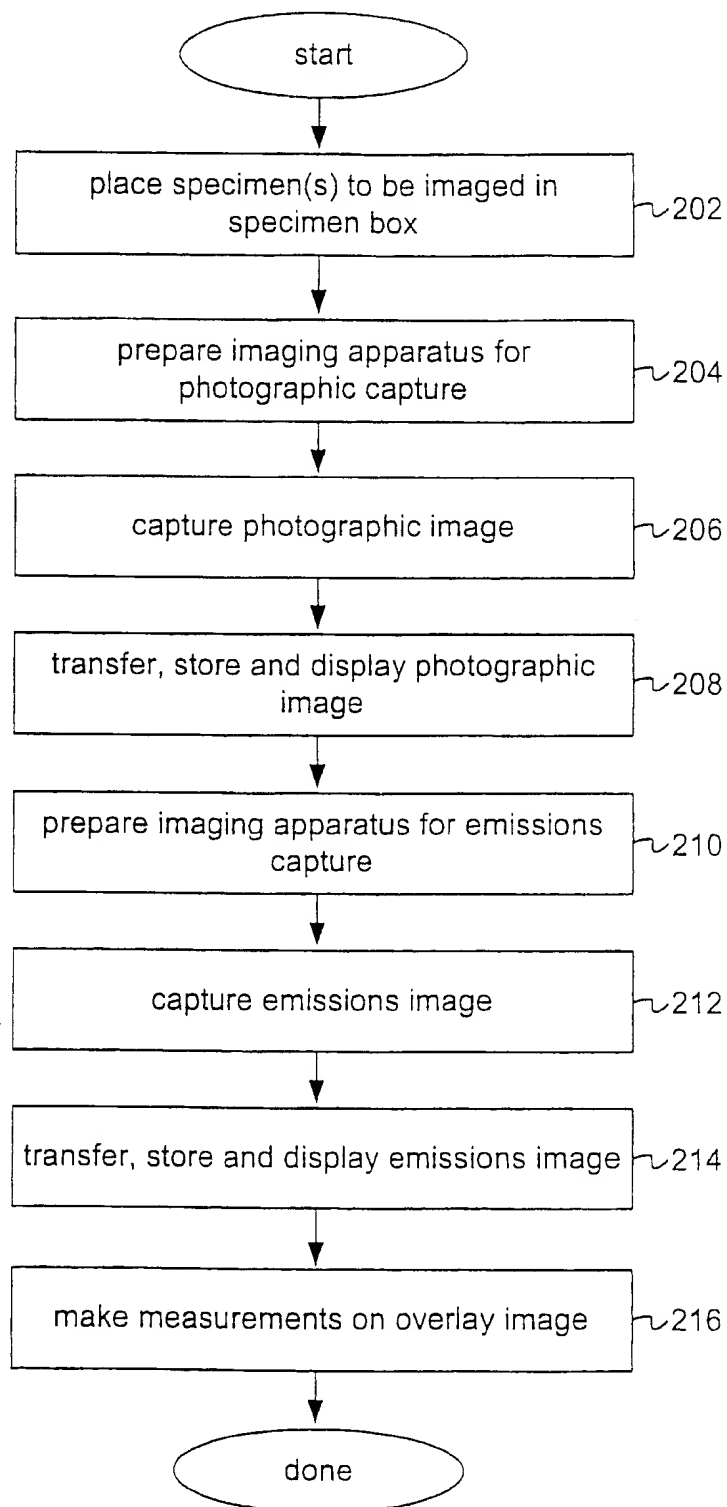 start
place specimen(s) to be imaged in
specimen box
202
prepare imaging apparatus for
photographic capture
204
capture photographic image
206
transfer, store and display photographic
image
208
prepare imaging apparatus for emissions
capture
210
capture emissions image
212
transfer, store and display emissions image
214
make measurements on overlay image
216
done